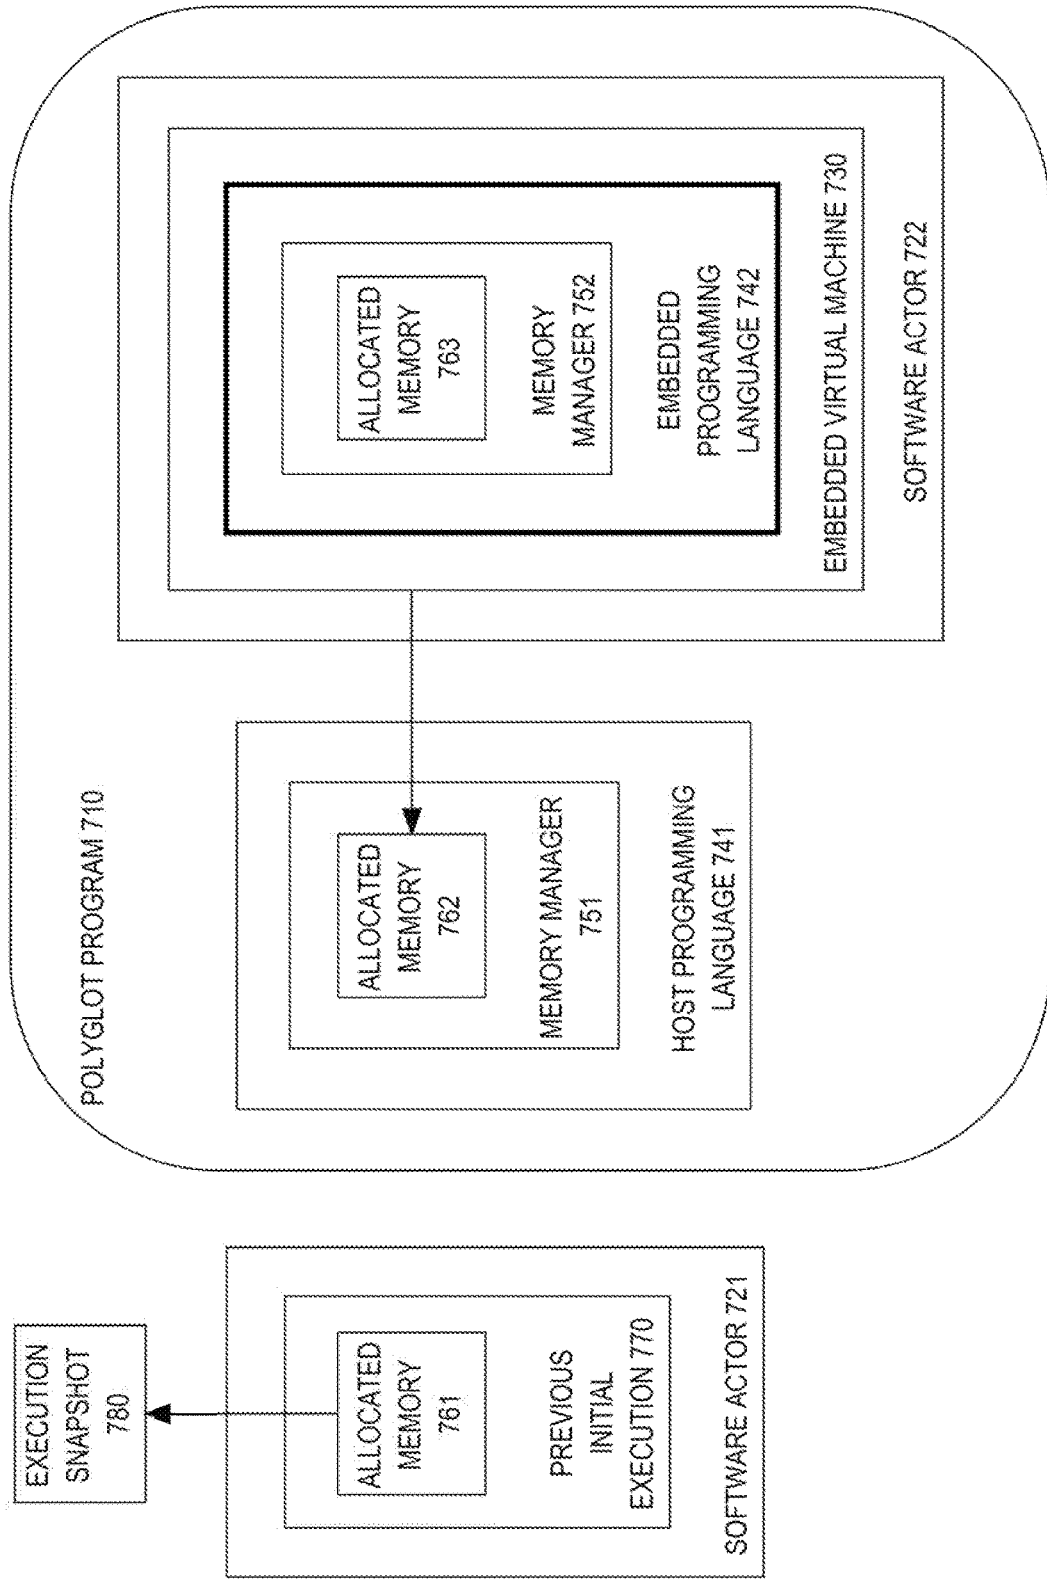 POLYGLOT PROGRAM 710
EXECUTION
SNAPSHOT
780
ALLOCATED
MEMORY
761
PREVIOUS
INITIAL
EXECUTION 770
SOFTWARE ACTOR 721
ALLOCATED
MEMORY
762
MEMORY MANAGER
751
HOST PROGRAMMING
LANGUAGE 741
ALLOCATED
MEMORY
763
MEMORY
MANAGER 752
EMBEDDED
PROGRAMMING
LANGUAGE 742
EMBEDDED VIRTUAL MACHINE 730
SOFTWARE ACTOR 722